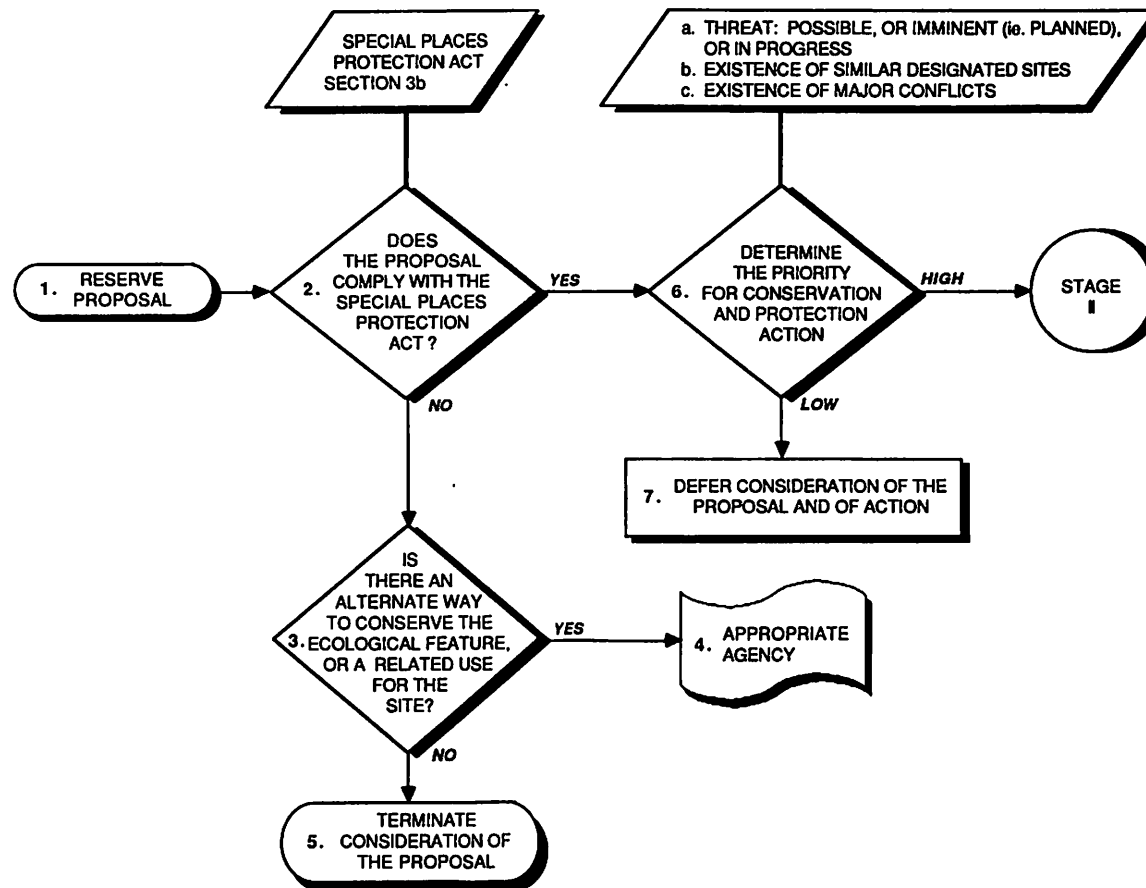 SPECIAL PLACES
PROTECTION ACT
SECTION 3b
a. THREAT: POSSIBLE, OR IMMINENT (ie. PLANNED),
OR IN PROGRESS
b. EXISTENCE OF SIMILAR DESIGNATED SITES
c. EXISTENCE OF MAJOR CONFLICTS
1. RESERVE
PROPOSAL
DOES
THE PROPOSAL
COMPLY WITH THE
2. SPECIAL PLACES
PROTECTION
ACT ?
YES
NO
DETERMINE
THE PRIORITY
6. FOR CONSERVATION
AND PROTECTION
ACTION
HIGH
LOW
STAGE
II
7. DEFER CONSIDERATION OF THE
PROPOSAL AND OF ACTION
IS
THERE AN
ALTERNATE WAY
TO CONSERVE THE
3. ECOLOGICAL FEATURE,
OR A RELATED USE
FOR THE
SITE?
YES
NO
4. APPROPRIATE
AGENCY
TERMINATE
5. CONSIDERATION OF
THE PROPOSAL